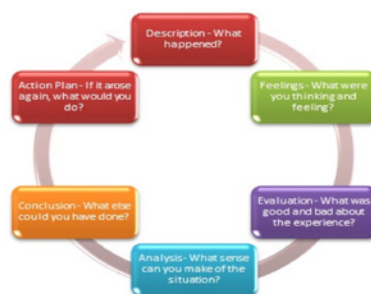 Description - What
happened?
Feelings - What were
you thinking and
feeling?
Evaluation - What was
good and bad about
the experience?
Analysis - What sense
can you make of the
situation?
Conclusion - What else
could you have done?
Action Plan - If it arose
again, what would you
do?